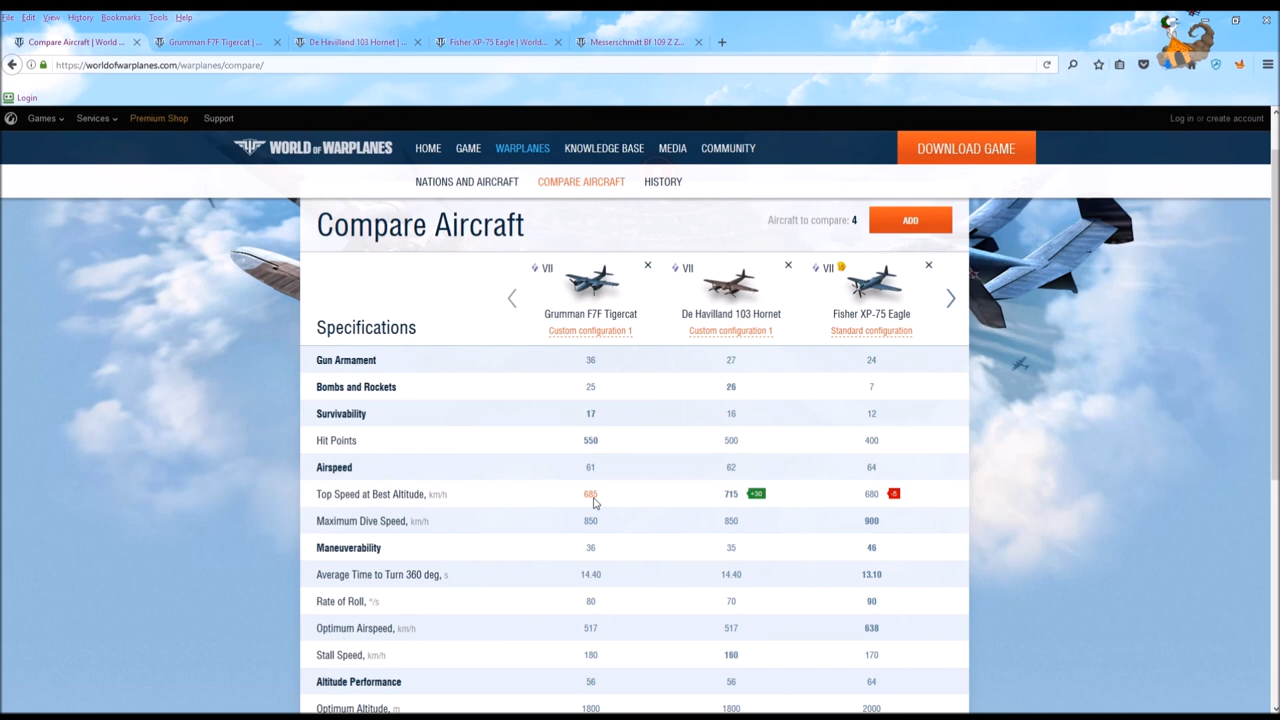 File Edit View History Bookmarks Tools Help
Compare Aircraft | World ... × Grumman F7F Tigercat | ... × De Havilland 103 Hornet | ... × Fisher XP-75 Eagle | World... × Messerschmitt Bf 109 Z Z... × +
https://worldofwarplanes.com/warplanes/compare/
Login
Games Services Premium Shop Support Log in or create account
WORLD OF WARPLANES HOME GAME WARPLANES KNOWLEDGE BASE MEDIA COMMUNITY DOWNLOAD GAME
NATIONS AND AIRCRAFT COMPARE AIRCRAFT HISTORY
Compare Aircraft Aircraft to compare: 4 ADD
VII VII VII
Grumman F7F Tigercat De Havilland 103 Hornet Fisher XP-75 Eagle
Specifications Custom configuration 1 Custom configuration 1 Standard configuration
Gun Armament 36 27 24
Bombs and Rockets 25 26 7
Survivability 17 16 12
Hit Points 550 500 400
Airspeed 61 62 64
Top Speed at Best Altitude, km/h 685 715 +30 680 -5
Maximum Dive Speed, km/h 850 850 900
Maneuverability 36 35 46
Average Time to Turn 360 deg, s 14.40 14.40 13.10
Rate of Roll, °/s 80 70 90
Optimum Airspeed, km/h 517 517 638
Stall Speed, km/h 180 160 170
Altitude Performance 56 56 64
Optimum Altitude, m 1800 1800 2000